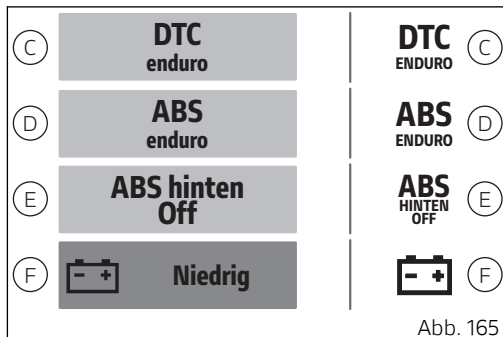 C DTC enduro DTC ENDURO C
D ABS enduro ABS ENDURO D
E ABS hinten Off ABS HINTEN OFF E
F Niedrig F
Abb. 165